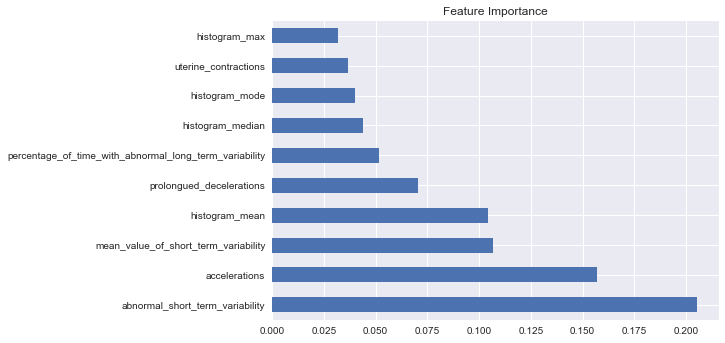 Feature Importance
histogram_max
uterine_contractions
histogram_mode
histogram_median
percentage_of_time_with_abnormal_long_term_variability
prolongued_decelerations
histogram_mean
mean_value_of_short_term_variability
accelerations
abnormal_short_term_variability
0.000 0.025 0.050 0.075 0.100 0.125 0.150 0.175 0.200